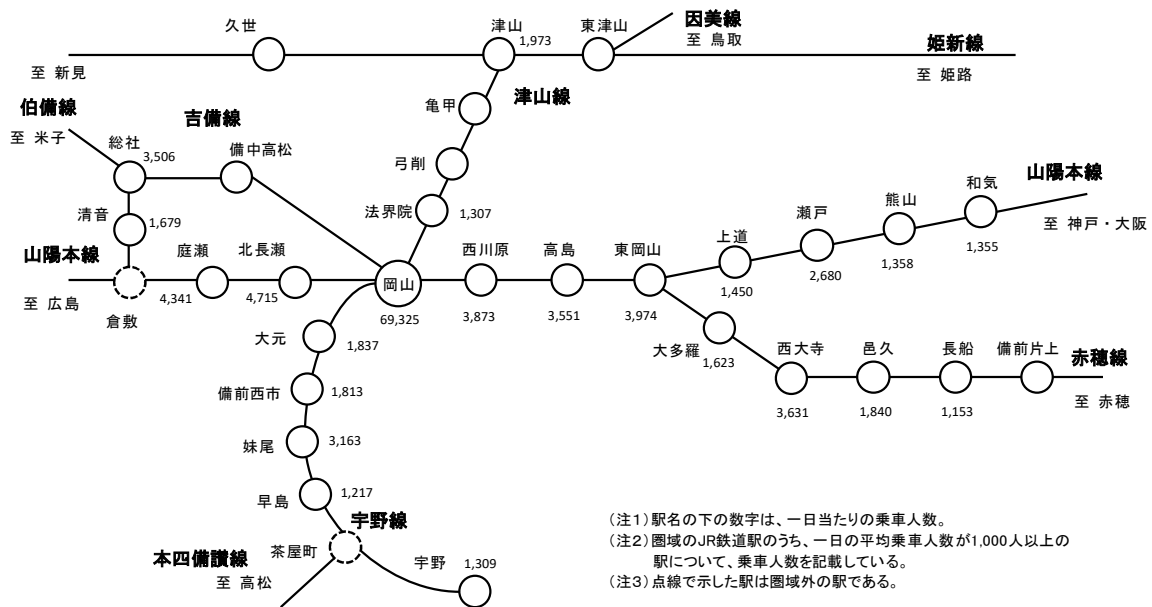 因美線
至 鳥取
久世
津山
1,973
東津山
姫新線
至 新見
至 姫路
伯備線
至 米子
吉備線
津山線
亀甲
総社
3,506
備中高松
弓削
清音
1,679
法界院
1,307
山陽本線
至 神戸・大阪
和気
1,355
熊山
1,358
瀬戸
2,680
上道
1,450
山陽本線
至 広島
倉敷
庭瀬
4,341
北長瀬
4,715
岡山
69,325
西川原
3,873
高島
3,551
東岡山
3,974
大多羅
1,623
西大寺
3,631
邑久
1,840
長船
1,153
備前片上
赤穂線
至 赤穂
大元
1,837
備前西市
1,813
妹尾
3,163
早島
1,217
宇野線
茶屋町
本四備讃線
至 高松
宇野
1,309
(注1)駅名の下の数字は、一日当たりの乗車人数。
(注2)圏域のJR鉄道駅のうち、一日の平均乗車人数が1,000人以上の
駅について、乗車人数を記載している。
(注3)点線で示した駅は圏域外の駅である。